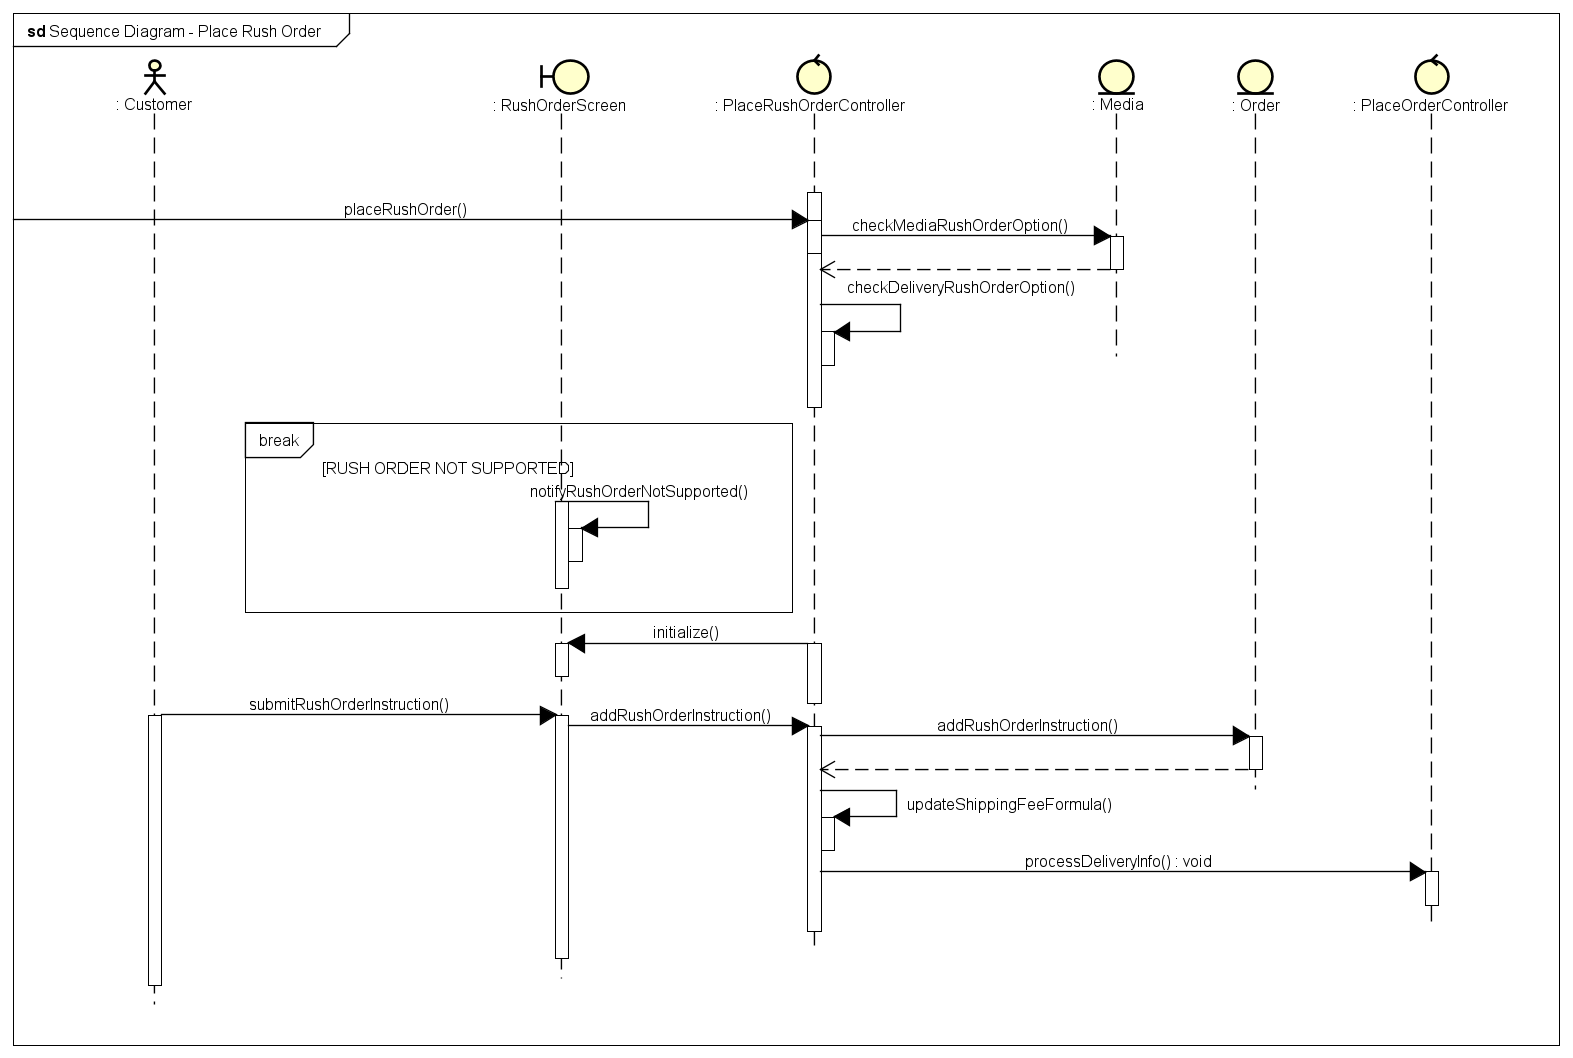 sd Sequence Diagram - Place Rush Order
: Customer
: RushOrderScreen
: PlaceRushOrderController
: Media
: Order
: PlaceOrderController
placeRushOrder()
checkMediaRushOrderOption()
checkDeliveryRushOrderOption()
break
[RUSH ORDER NOT SUPPORTED]
notifyRushOrderNotSupported()
initialize()
submitRushOrderInstruction()
addRushOrderInstruction()
addRushOrderInstruction()
updateShippingFeeFormula()
processDeliveryInfo() : void